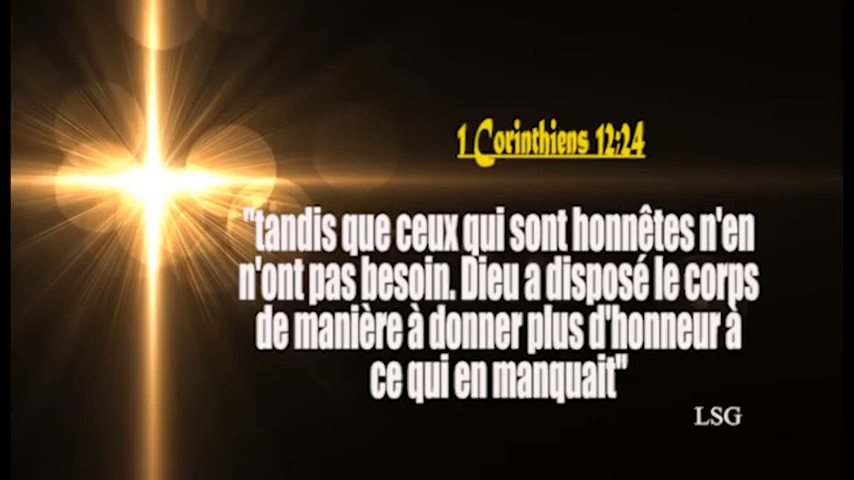 1 Corinthiens 12:24
"tandis que ceux qui sont honnêtes n'en
n'ont pas besoin. Dieu a disposé le corps
de manière à donner plus d'honneur à
ce qui en manquait"
LSG